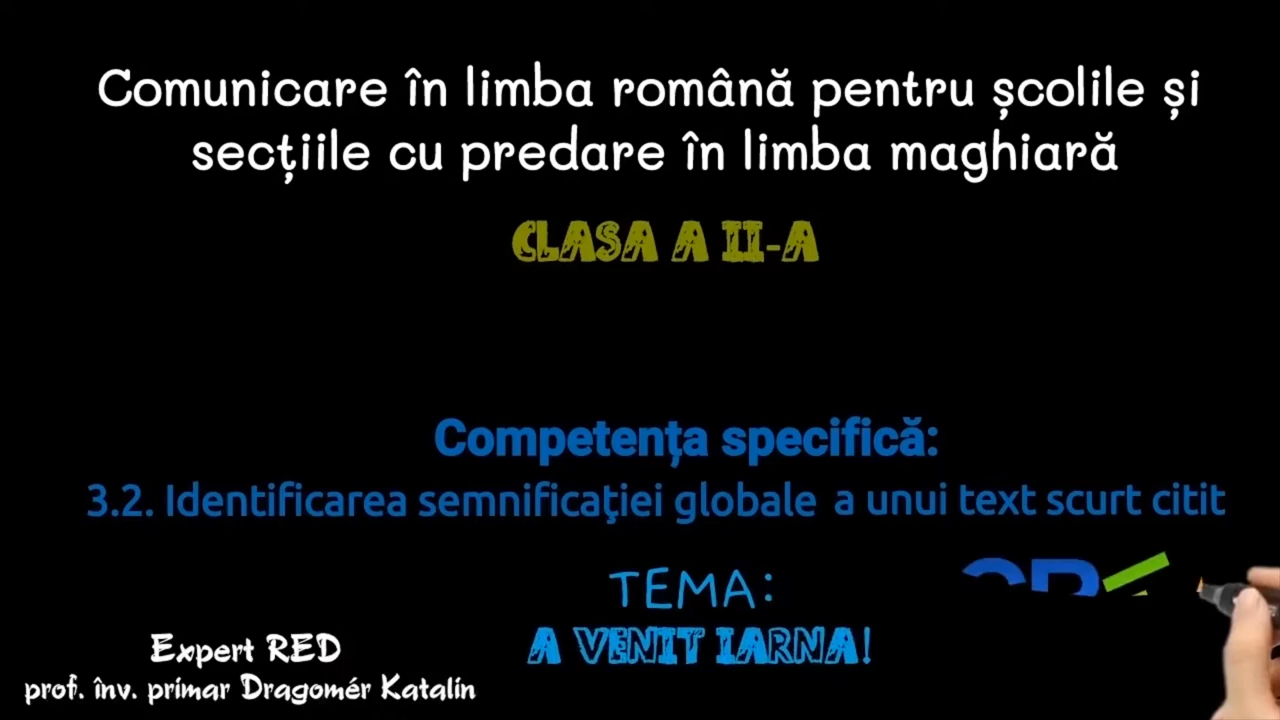 Comunicare în limba română pentru școlile și
secțiile cu predare în limba maghiară
CLASA A II-A
Competența specifică:
3.2. Identificarea semnificaţiei globale a unui text scurt citit
TEMA:
A VENIT IARNA!
Expert RED
prof. înv. primar Dragomér Katalin